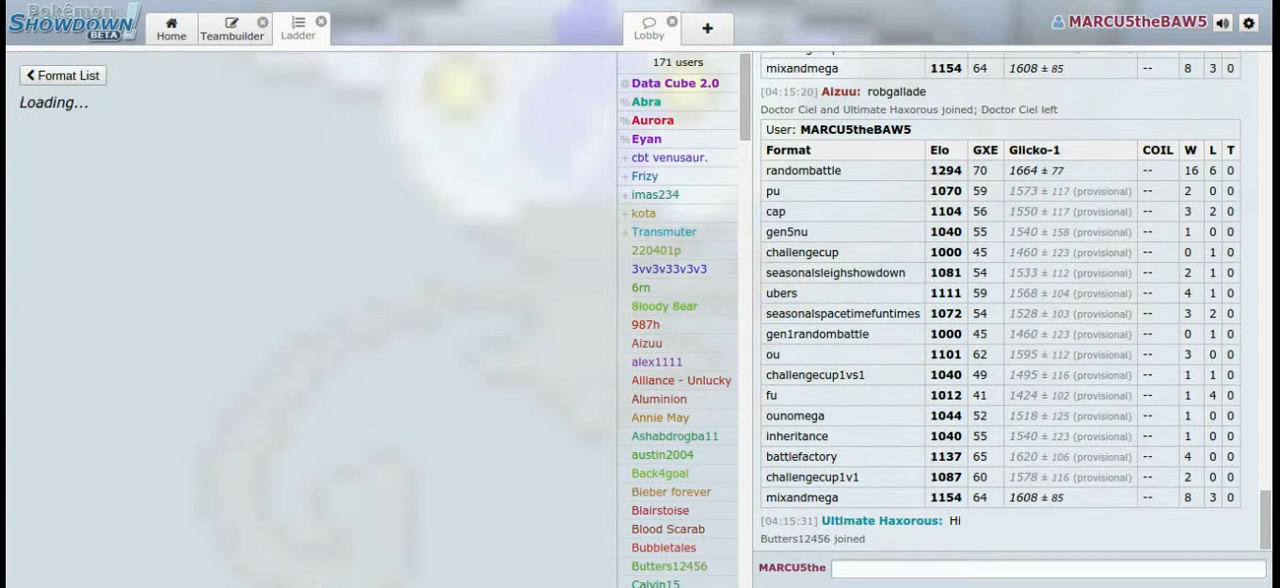 Pokémon
SHOWDOWN!
BETA
Home
Teambuilder
Ladder
Lobby
MARCU5theBAW5
Format List
Loading...
171 users
Data Cube 2.0
% Abra
% Aurora
% Eyan
+ cbt venusaur.
+ Frizy
+ imas234
+ kota
+ Transmuter
220401p
3vv3v33v3v3
6rn
8loody 8ear
987h
Aizuu
alex1111
Alliance - Unlucky
Aluminion
Annie May
Ashabdrogba11
austin2004
Back4goal
Bieber forever
Blairstoise
Blood Scarab
Bubbletales
Butters12456
Calvin15
mixandmega 1154 64 1608 ± 85 -- 8 3 0
[04:15:20] Aizuu: robgallade
Doctor Ciel and Ultimate Haxorous joined; Doctor Ciel left
User: MARCU5theBAW5
Format Elo GXE Glicko-1 COIL W L T
randombattle 1294 70 1664 ± 77 -- 16 6 0
pu 1070 59 1573 ± 117 (provisional) -- 2 0 0
cap 1104 56 1550 ± 117 (provisional) -- 3 2 0
gen5nu 1040 55 1540 ± 158 (provisional) -- 1 0 0
challengecup 1000 45 1460 ± 123 (provisional) -- 0 1 0
seasonalsleighshowdown 1081 54 1533 ± 112 (provisional) -- 2 1 0
ubers 1111 59 1568 ± 104 (provisional) -- 4 1 0
seasonalspacetimefuntimes 1072 54 1528 ± 103 (provisional) -- 3 2 0
gen1randombattle 1000 45 1460 ± 123 (provisional) -- 0 1 0
ou 1101 62 1595 ± 112 (provisional) -- 3 0 0
challengecup1vs1 1040 49 1495 ± 116 (provisional) -- 1 1 0
fu 1012 41 1424 ± 102 (provisional) -- 1 4 0
ounomega 1044 52 1518 ± 125 (provisional) -- 1 0 0
inheritance 1040 55 1540 ± 123 (provisional) -- 1 0 0
battlefactory 1137 65 1620 ± 106 (provisional) -- 4 0 0
challengecup1v1 1087 60 1578 ± 116 (provisional) -- 2 0 0
mixandmega 1154 64 1608 ± 85 -- 8 3 0
[04:15:31] Ultimate Haxorous: Hi
Butters12456 joined
MARCU5the